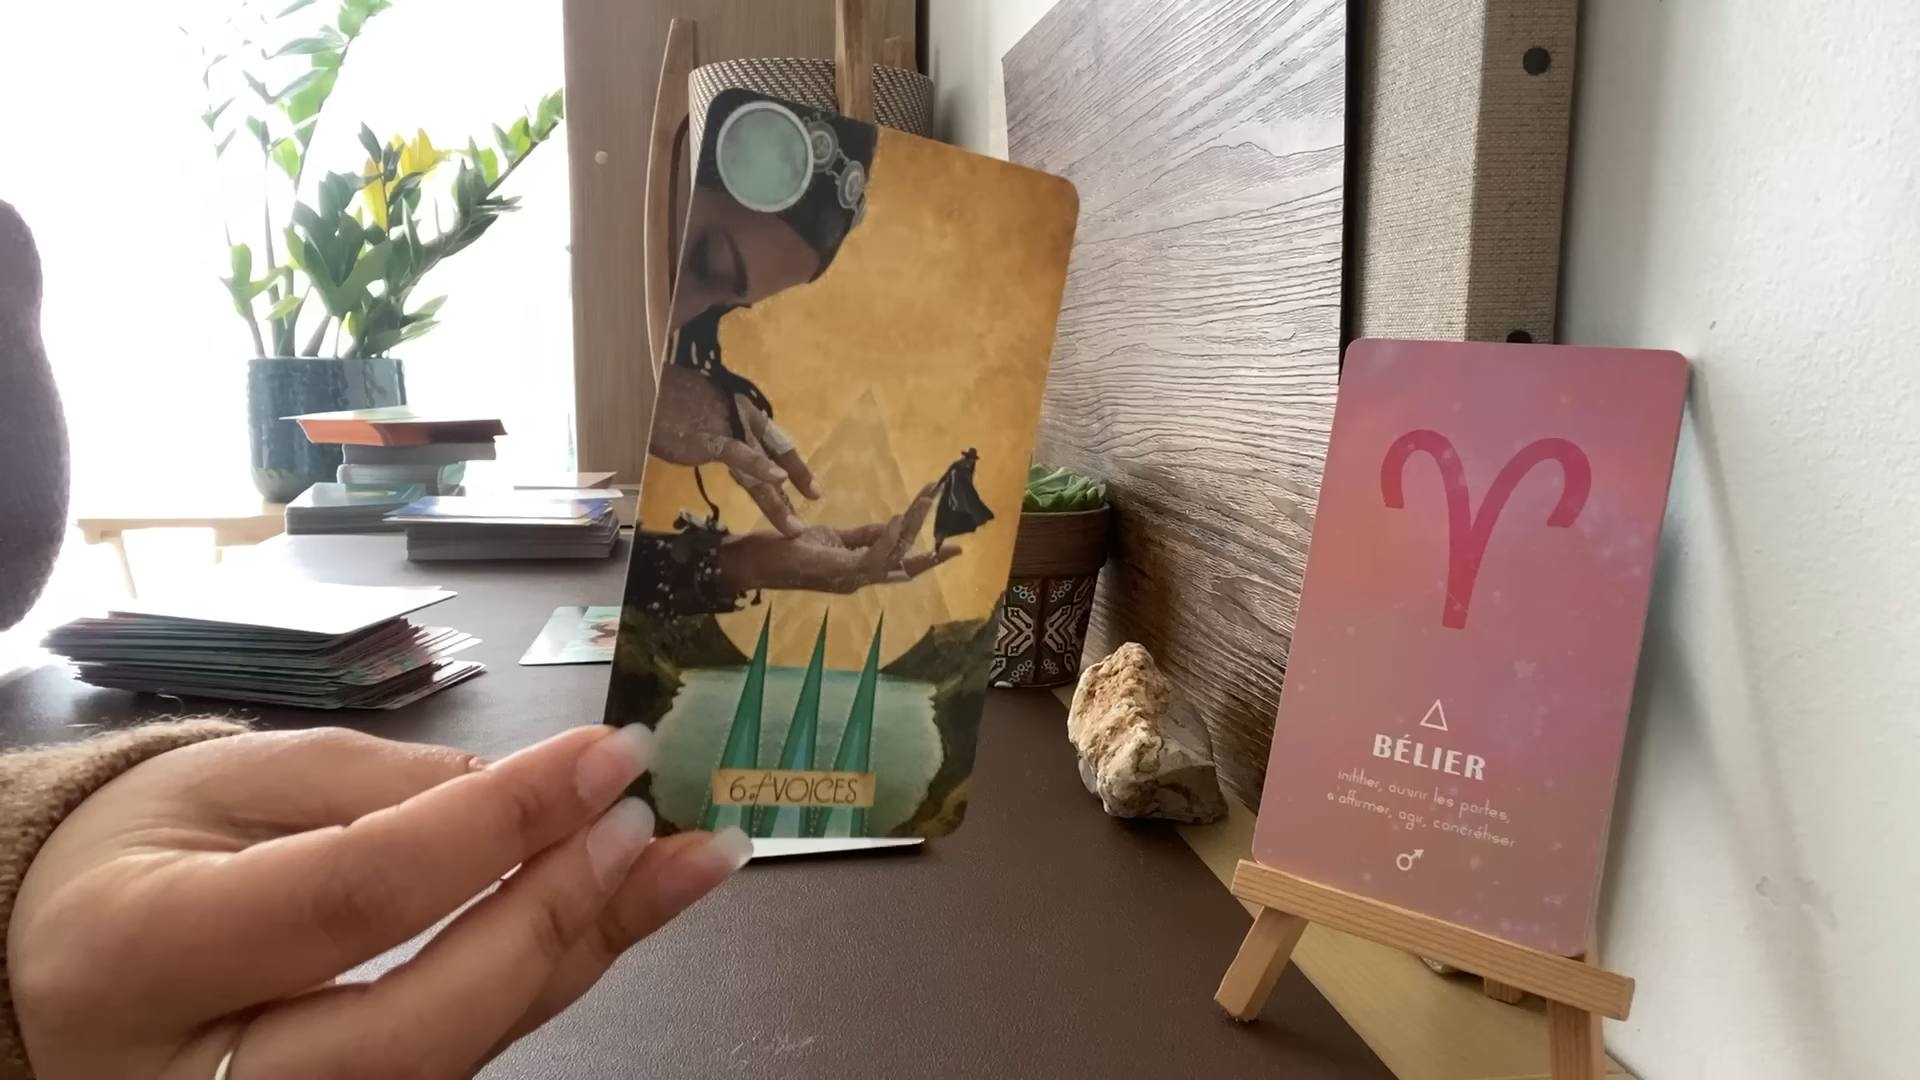 6 of VOICES
BÉLIER
initier, ouvrir les portes,
s'affirmer, agir, concrétiser